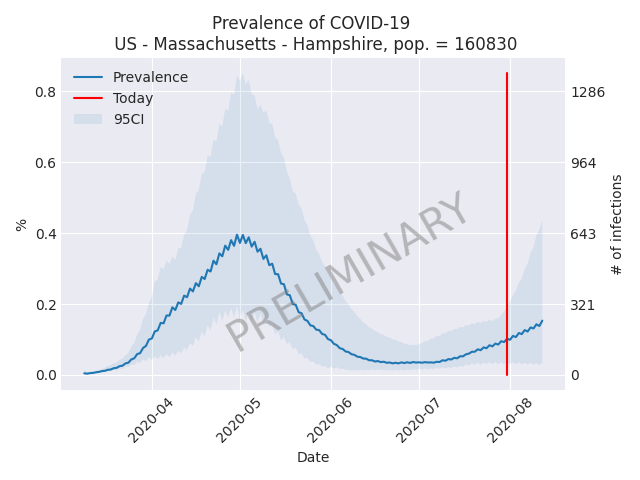 Prevalence of COVID-19
US - Massachusetts - Hampshire, pop. = 160830
Prevalence
Today
95CI
0.8
0.6
0.4
0.2
0.0
%
1286
964
643
321
0
# of infections
PRELIMINARY
2020-04
2020-05
2020-06
2020-07
2020-08
Date